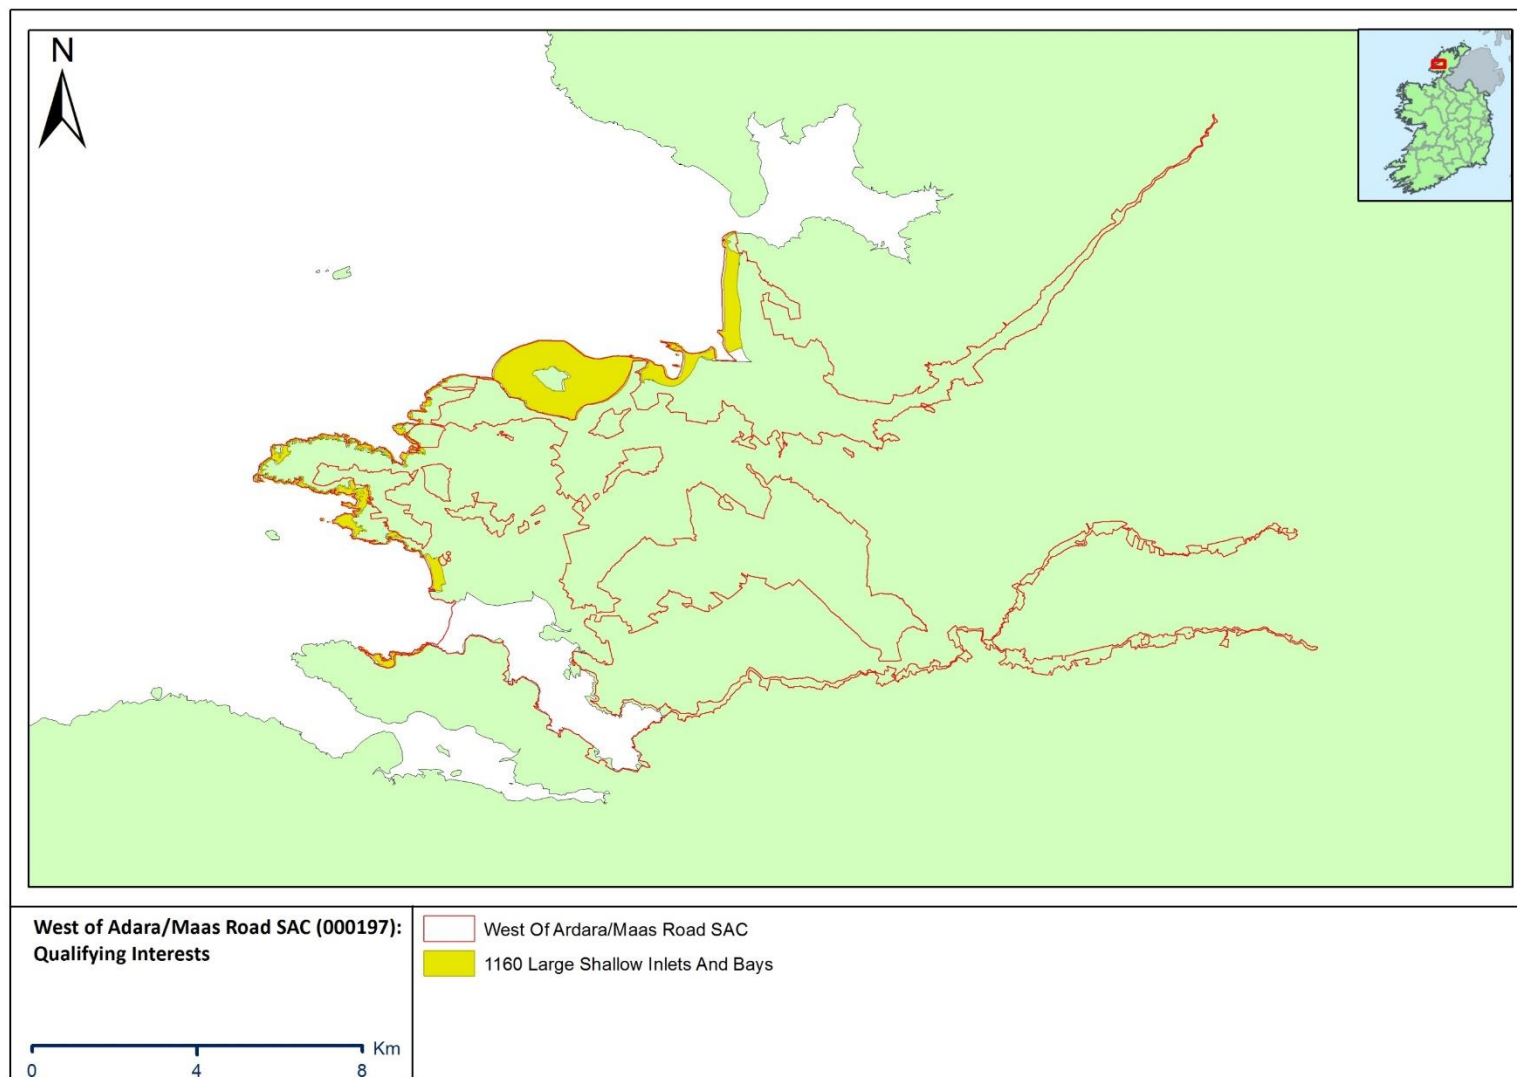 N
West of Adara/Maas Road SAC (000197):
Qualifying Interests
West Of Ardara/Maas Road SAC
1160 Large Shallow Inlets And Bays
Km
0 4 8